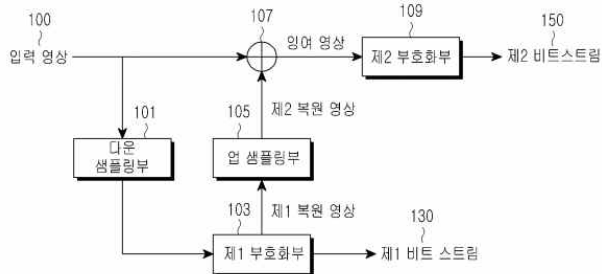 100
입력 영상
107
잉여 영상
109
제2 부호화부
150
제2 비트스트림
제2 복원 영상
101
다운
샘플링부
105
업 샘플링부
제1 복원 영상
103
제1 부호화부
130
제1 비트 스트림